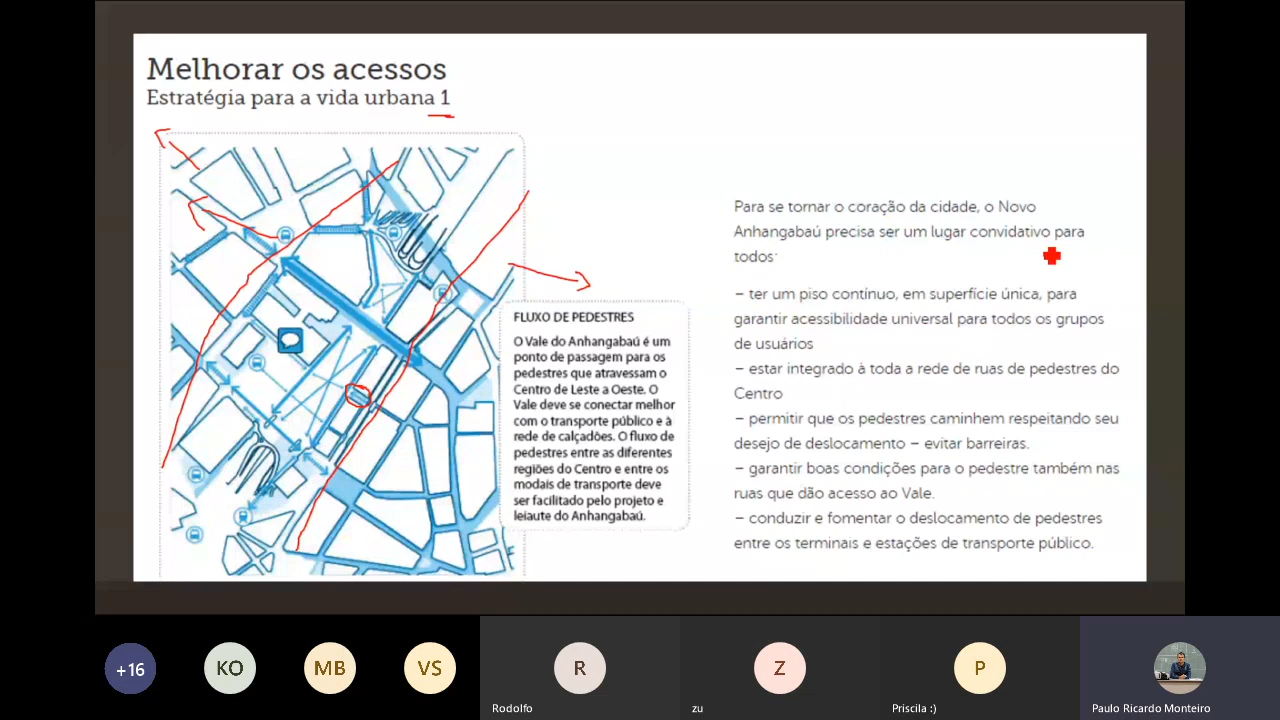 Melhorar os acessos
Estratégia para a vida urbana 1
FLUXO DE PEDESTRES
O Vale do Anhangabaú é um
ponto de passagem para os
pedestres que atravessam o
Centro de Leste a Oeste. O
Vale deve se conectar melhor
com o transporte público e à
rede de calçadões. O fluxo de
pedestres entre as diferentes
regiões do Centro e entre os
modais de transporte deve
ser facilitado pelo projeto e
leiaute do Anhangabaú.
Para se tornar o coração da cidade, o Novo
Anhangabaú precisa ser um lugar convidativo para
todos
– ter um piso contínuo, em superfície única, para
garantir acessibilidade universal para todos os grupos
de usuários
– estar integrado à toda a rede de ruas de pedestres do
Centro
– permitir que os pedestres caminhem respeitando seu
desejo de deslocamento – evitar barreiras.
– garantir boas condições para o pedestre também nas
ruas que dão acesso ao Vale.
– conduzir e fomentar o deslocamento de pedestres
entre os terminais e estações de transporte público.
+16
KO
MB
VS
R
Rodolfo
Z
zu
P
Priscila :)
Paulo Ricardo Monteiro